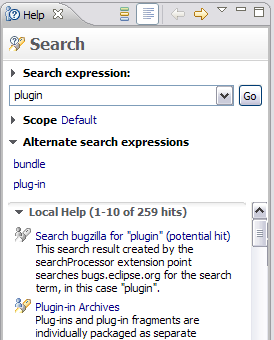 Help
Search
Search expression:
plugin
Go
Scope Default
Alternate search expressions
bundle
plug-in
Local Help (1-10 of 259 hits)
Search bugzilla for "plugin" (potential hit)
This search result created by the
searchProcessor extension point
searches bugs.eclipse.org for the search
term, in this case "plugin".
Plug-in Archives
Plug-ins and plug-in fragments are
individually packaged as separate